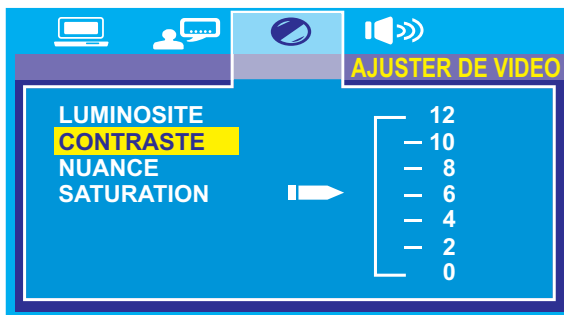 AJUSTER DE VIDEO
LUMINOSITE
CONTRASTE
NUANCE
SATURATION
12
10
8
6
4
2
0